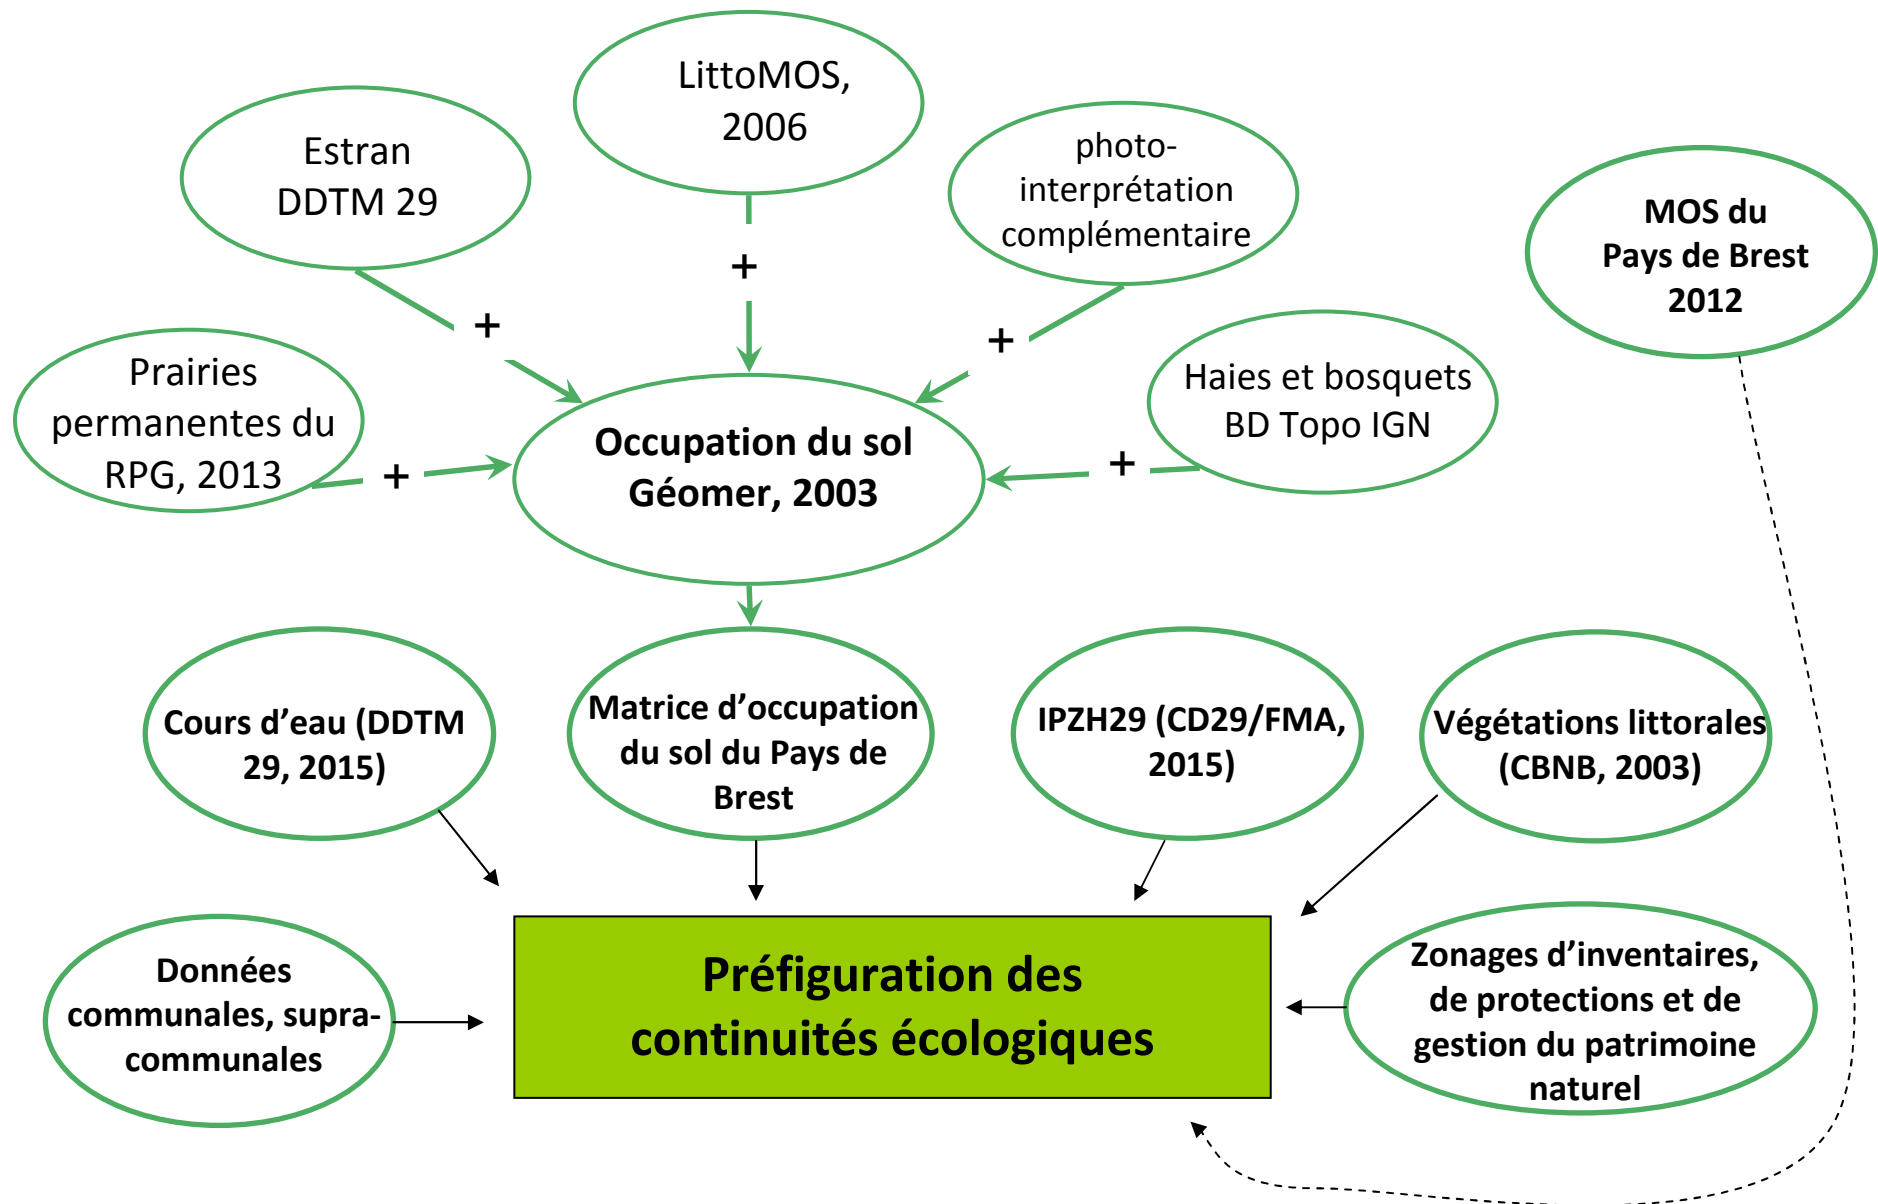 LittoMOS,
2006
Estran
DDTM 29
photo-
interprétation
complémentaire
MOS du
Pays de Brest
2012
+
+
+
Prairies
permanentes du
RPG, 2013
+
Haies et bosquets
BD Topo IGN
+
Occupation du sol
Géomer, 2003
Cours d’eau (DDTM
29, 2015)
Matrice d’occupation
du sol du Pays de
Brest
IPZH29 (CD29/FMA,
2015)
Végétations littorales
(CBNB, 2003)
Données
communales, supra-
communales
Préfiguration des
continuités écologiques
Zonages d’inventaires,
de protections et de
gestion du patrimoine
naturel